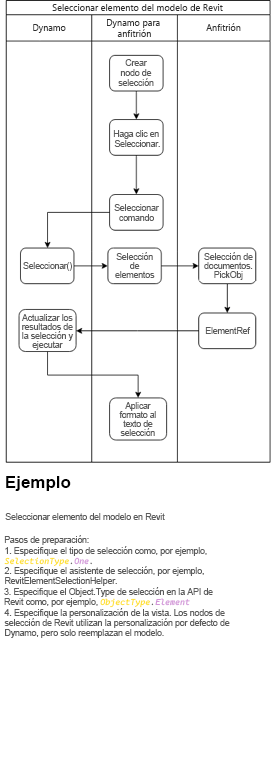 Seleccionar elemento del modelo de Revit
Dynamo
Dynamo para
anfitrión
Anfitrión
Crear
nodo de
selección
Haga clic en
Seleccionar.
Seleccionar
comando
Seleccionar()
Selección
de
elementos
Selección de
documentos.
PickObj
Actualizar los
resultados de
la selección y
ejecutar
ElementRef
Aplicar
formato al
texto de
selección
Ejemplo
Seleccionar elemento del modelo en Revit
Pasos de preparación:
1. Especifique el tipo de selección como, por ejemplo,
SelectionType.One.
2. Especifique el asistente de selección, por ejemplo,
RevitElementSelectionHelper.
3. Especifique el Object.Type de selección en la API de
Revit como, por ejemplo, ObjectType.Element
4. Especifique la personalización de la vista. Los nodos de
selección de Revit utilizan la personalización por defecto de
Dynamo, pero solo reemplazan el modelo.